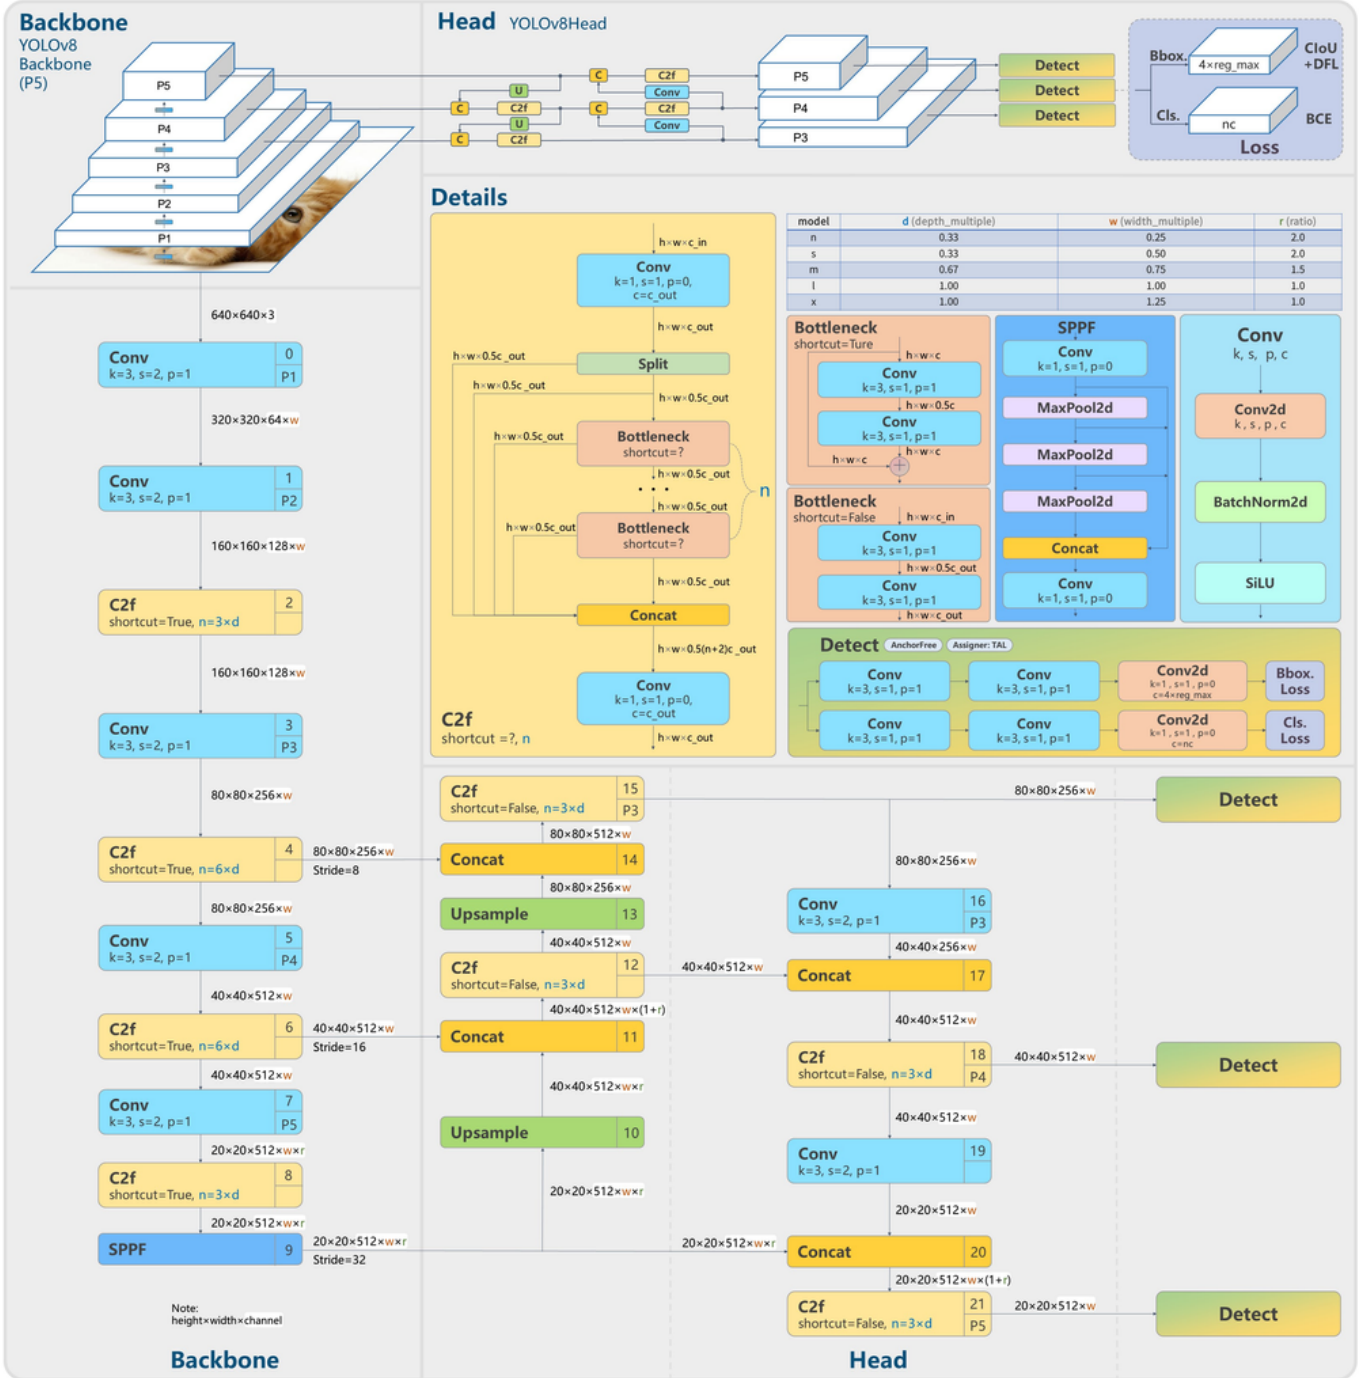 Backbone
YOLOv8
Backbone
(P5)
P5
P4
P3
P2
P1
Head YOLOv8Head
C C2f
U Conv
C C2f C C2f
U Conv
C C2f
P5
P4
P3
Detect
Detect
Detect
Bbox.
4×reg_max
CIoU
+DFL
Cls.
nc
BCE
Loss
Details
h×w×c_in
Conv
k=1, s=1, p=0,
c=c_out
h×w×c_out
h×w×0.5c_out
Split
h×w×0.5c_out
h×w×0.5c_out
h×w×0.5c_out
Bottleneck
shortcut=?
h×w×0.5c_out
. . .
n
h×w×0.5c_out
h×w×0.5c_out
Bottleneck
shortcut=?
h×w×0.5c_out
Concat
h×w×0.5(n+2)c_out
Conv
k=1, s=1, p=0,
c=c_out
h×w×c_out
C2f
shortcut =?, n
model d (depth_multiple) w (width_multiple) r (ratio)
n 0.33 0.25 2.0
s 0.33 0.50 2.0
m 0.67 0.75 1.5
l 1.00 1.00 1.0
x 1.00 1.25 1.0
Bottleneck
shortcut=Ture
h×w×c
Conv
k=3, s=1, p=1
h×w×0.5c
Conv
k=3, s=1, p=1
h×w×c
h×w×c
+
Bottleneck
shortcut=False
h×w×c_in
Conv
k=3, s=1, p=1
h×w×0.5c_out
Conv
k=3, s=1, p=1
h×w×c_out
SPPF
Conv
k=1, s=1, p=0
MaxPool2d
MaxPool2d
MaxPool2d
Concat
Conv
k=1, s=1, p=0
Conv
k, s, p, c
Conv2d
k, s, p, c
BatchNorm2d
SiLU
Detect AnchorFree Assigner: TAL
Conv
k=3, s=1, p=1
Conv
k=3, s=1, p=1
Conv2d
k=1, s=1, p=0
c=4×reg_max
Bbox.
Loss
Conv
k=3, s=1, p=1
Conv
k=3, s=1, p=1
Conv2d
k=1, s=1, p=0
c=nc
Cls.
Loss
640×640×3
Conv
k=3, s=2, p=1
0
P1
320×320×64×w
Conv
k=3, s=2, p=1
1
P2
160×160×128×w
C2f
shortcut=True, n=3×d
2
160×160×128×w
Conv
k=3, s=2, p=1
3
P3
80×80×256×w
C2f
shortcut=True, n=6×d
4
80×80×256×w
Stride=8
80×80×256×w
Conv
k=3, s=2, p=1
5
P4
40×40×512×w
C2f
shortcut=True, n=6×d
6
40×40×512×w
Stride=16
40×40×512×w
Conv
k=3, s=2, p=1
7
P5
20×20×512×w×r
C2f
shortcut=True, n=3×d
8
20×20×512×w×r
SPPF
9
20×20×512×w×r
Stride=32
Note:
height×width×channel
Backbone
C2f
shortcut=False, n=3×d
15
P3
80×80×512×w
Concat
14
80×80×256×w
Upsample
13
40×40×512×w
C2f
shortcut=False, n=3×d
12
40×40×512×w×(1+r)
Concat
11
40×40×512×w×r
Upsample
10
20×20×512×w×r
80×80×256×w
Detect
80×80×256×w
Conv
k=3, s=2, p=1
16
P3
40×40×256×w
40×40×512×w
Concat
17
40×40×512×w
C2f
shortcut=False, n=3×d
18
P4
40×40×512×w
Detect
40×40×512×w
Conv
k=3, s=2, p=1
19
20×20×512×w
20×20×512×w×r
Concat
20
20×20×512×w×(1+r)
C2f
shortcut=False, n=3×d
21
P5
20×20×512×w
Detect
Head